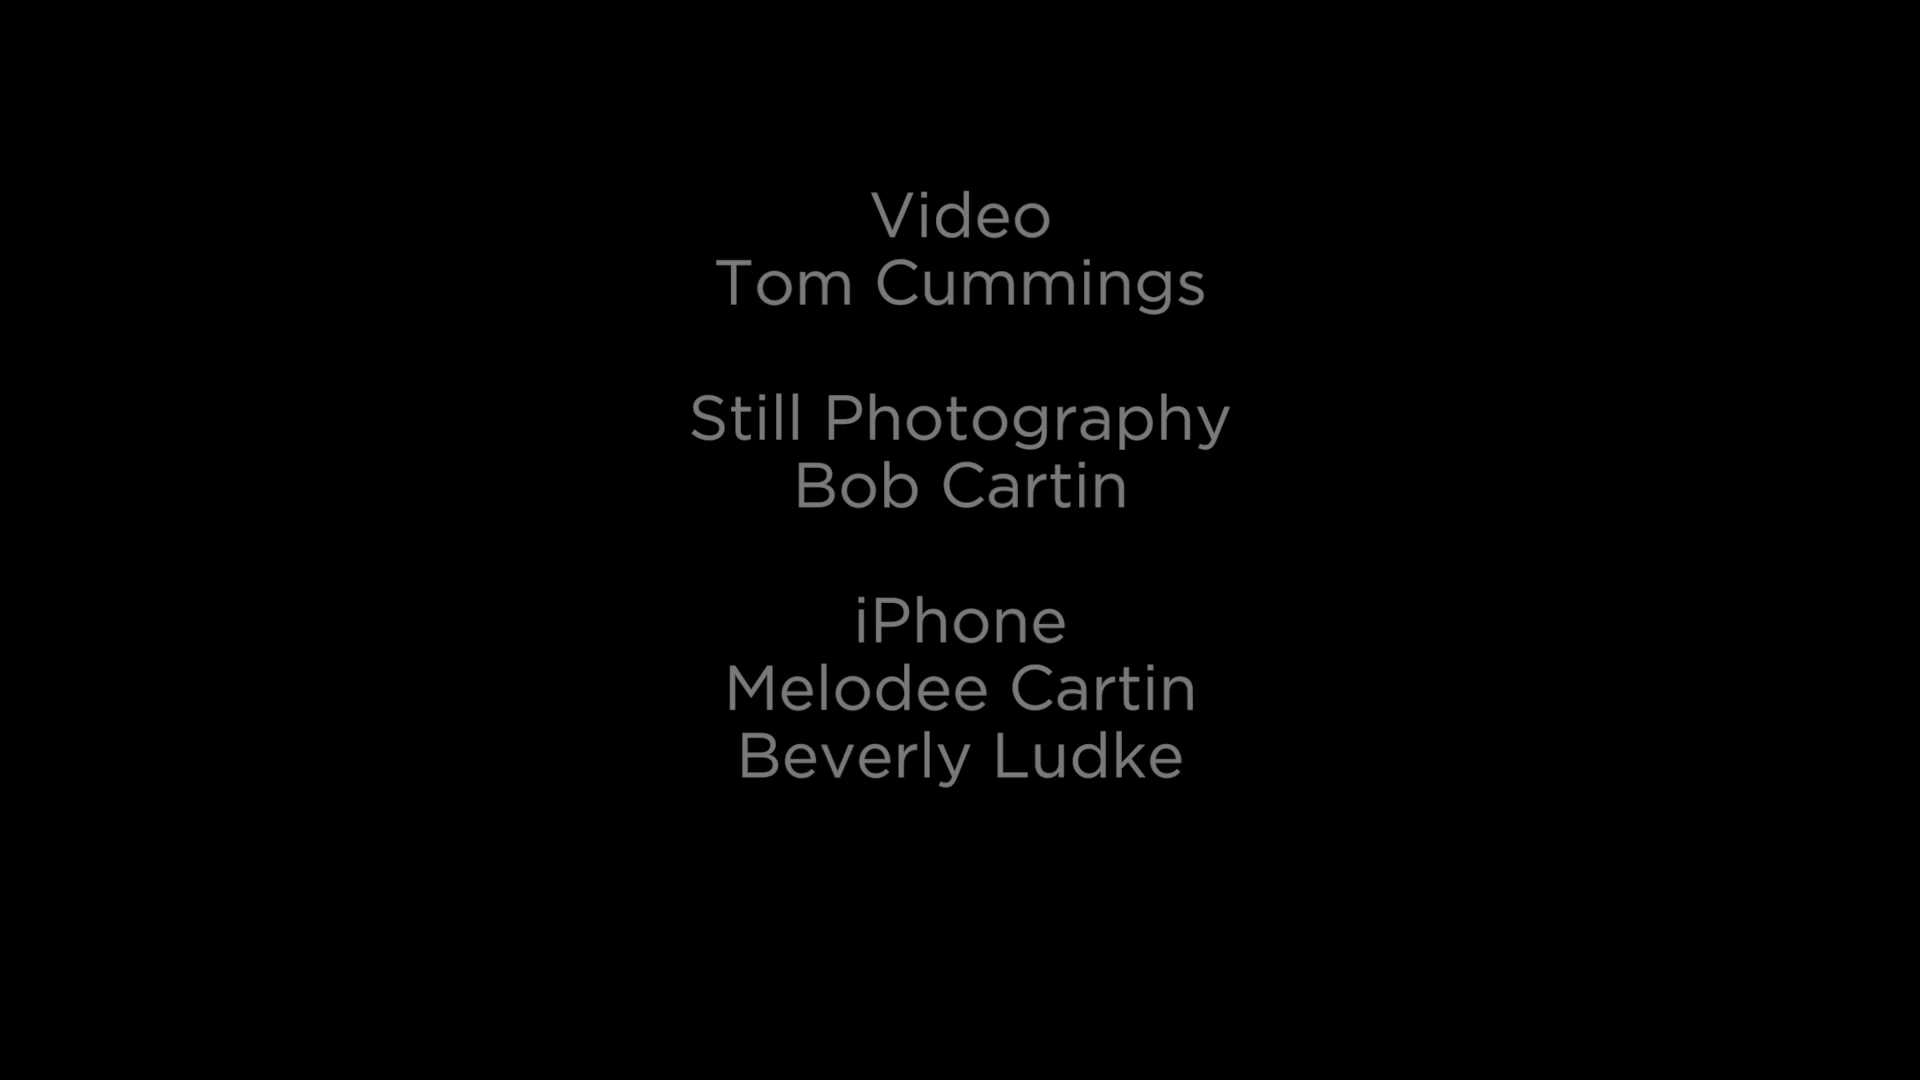 Video
Tom Cummings
Still Photography
Bob Cartin
iPhone
Melodee Cartin
Beverly Ludke